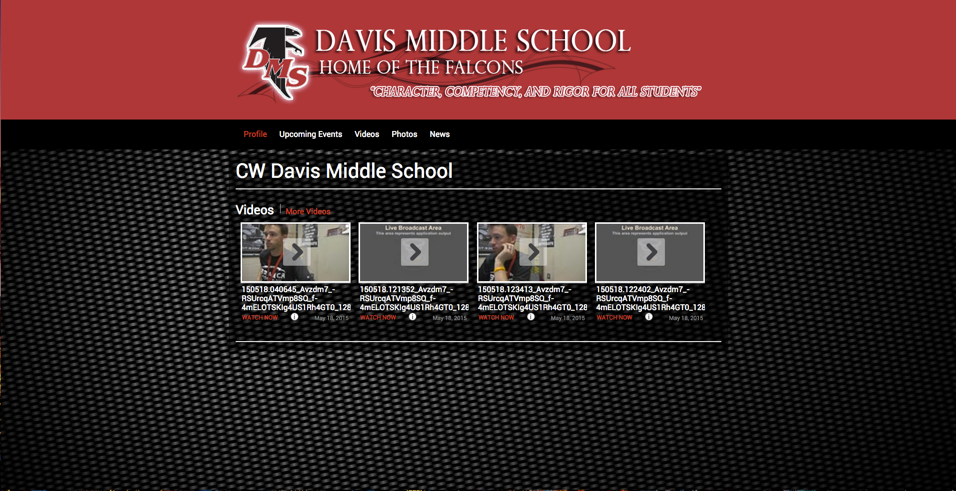 DMS
DAVIS MIDDLE SCHOOL
HOME OF THE FALCONS
"CHARACTER, COMPETENCY, AND RIGOR FOR ALL STUDENTS"
Profile Upcoming Events Videos Photos News
CW Davis Middle School
Videos | More Videos
Live Broadcast Area
This area represents application output
Live Broadcast Area
This area represents application output
150518.040645_Avzdm7_-
RSUrcqATVmp8SQ_f-
4mELOTSKIg4US1Rh4GT0_128
WATCH NOW May 18, 2015
150518.121352_Avzdm7_-
RSUrcqATVmp8SQ_f-
4mELOTSKIg4US1Rh4GT0_128
WATCH NOW May 18, 2015
150518.123413_Avzdm7_-
RSUrcqATVmp8SQ_f-
4mELOTSKIg4US1Rh4GT0_128
WATCH NOW May 18, 2015
150518.122402_Avzdm7_-
RSUrcqATVmp8SQ_f-
4mELOTSKIg4US1Rh4GT0_128
WATCH NOW May 18, 2015